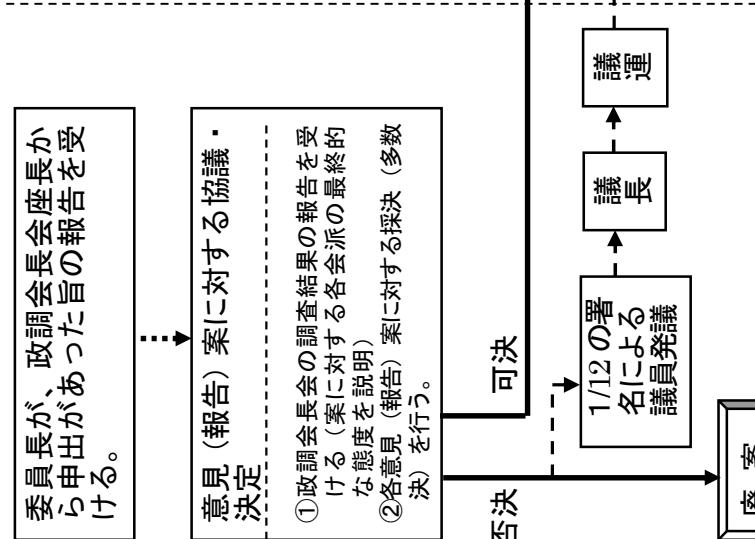 委員長が、政調会長会座長か
ら申出があった旨の報告を受
ける。
意見（報告）案に対する協議・
決定
①政調会長会の調査結果の報告を受
ける（案に対する各会派の最終的
な態度を説明）
②各意見（報告）案に対する採決（多数
決）を行う。
否決
可決
1/12 の署
名による
議員発議
議
長
議
運
廃 案